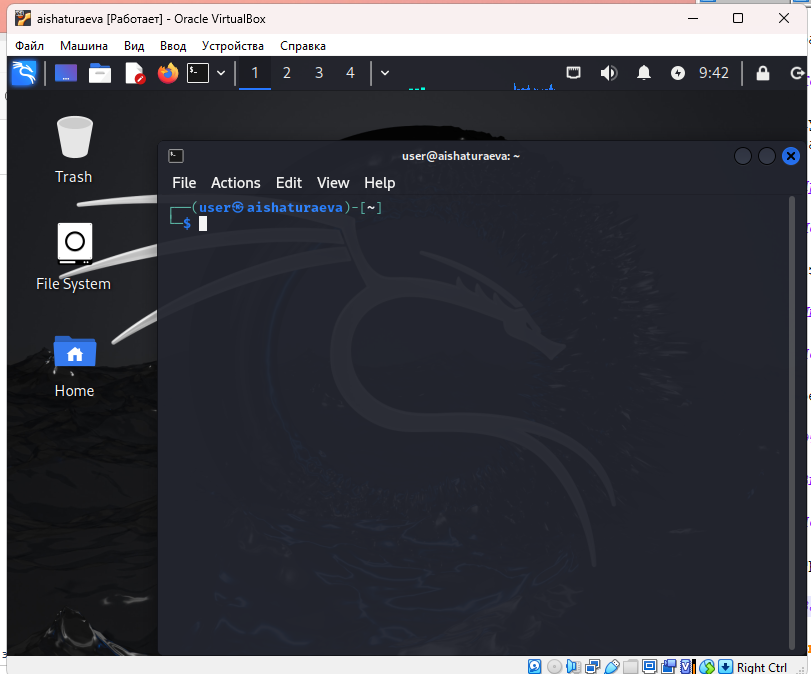 aishaturaeva [Работает] - Oracle VirtualBox
Файл Машина Вид Ввод Устройства Справка
1 2 3 4 9:42
Trash
user@aishaturaeva: ~
File Actions Edit View Help
┌──(user㉿aishaturaeva)-[~]
└─$
File System
Home
Right Ctrl